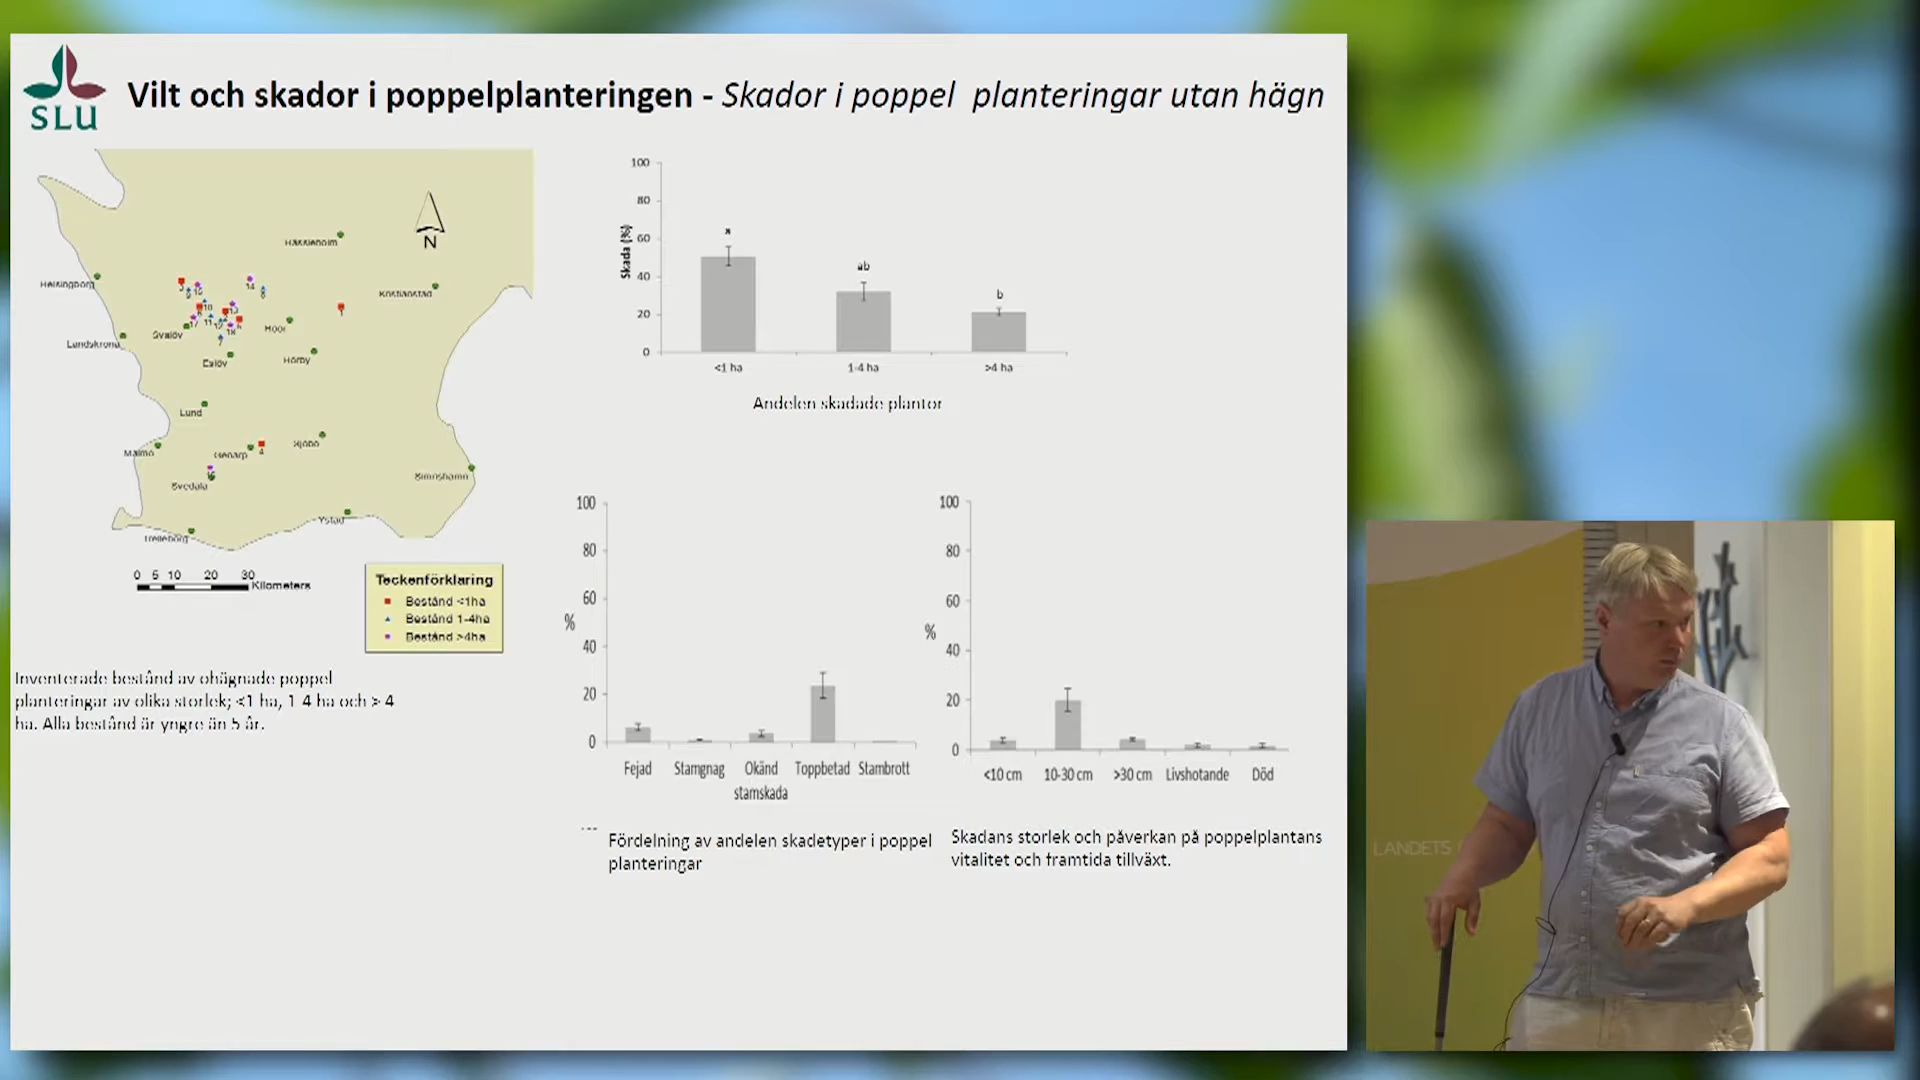 SLU
Vilt och skador i poppelplanteringen - Skador i poppel planteringar utan hägn
N
Hässleholm
Helsingborg
Kristianstad
Landskrona
Svalöv
Höör
Eslöv
Hörby
Lund
Malmö
Genarp
Sjöbo
Svedala
Simrishamn
Ystad
Trelleborg
0 5 10 20 30
Kilometers
Teckenförklaring
Bestånd <1ha
Bestånd 1-4ha
Bestånd >4ha
Inventerade bestånd av ohägnade poppel
planteringar av olika storlek; <1 ha, 1 4 ha och > 4
ha. Alla bestånd är yngre än 5 år.
Skada (%)
100
80
60
40
20
0
a
ab
b
<1 ha 1-4 ha >4 ha
Andelen skadade plantor
%
100
80
60
40
20
0
Fejad Stamgnag Okänd Toppbetad Stambrott
stamskada
Fördelning av andelen skadetyper i poppel
planteringar
%
100
80
60
40
20
0
<10 cm 10-30 cm >30 cm Livshotande Död
Skadans storlek och påverkan på poppelplantans
vitalitet och framtida tillväxt.
LANDETS